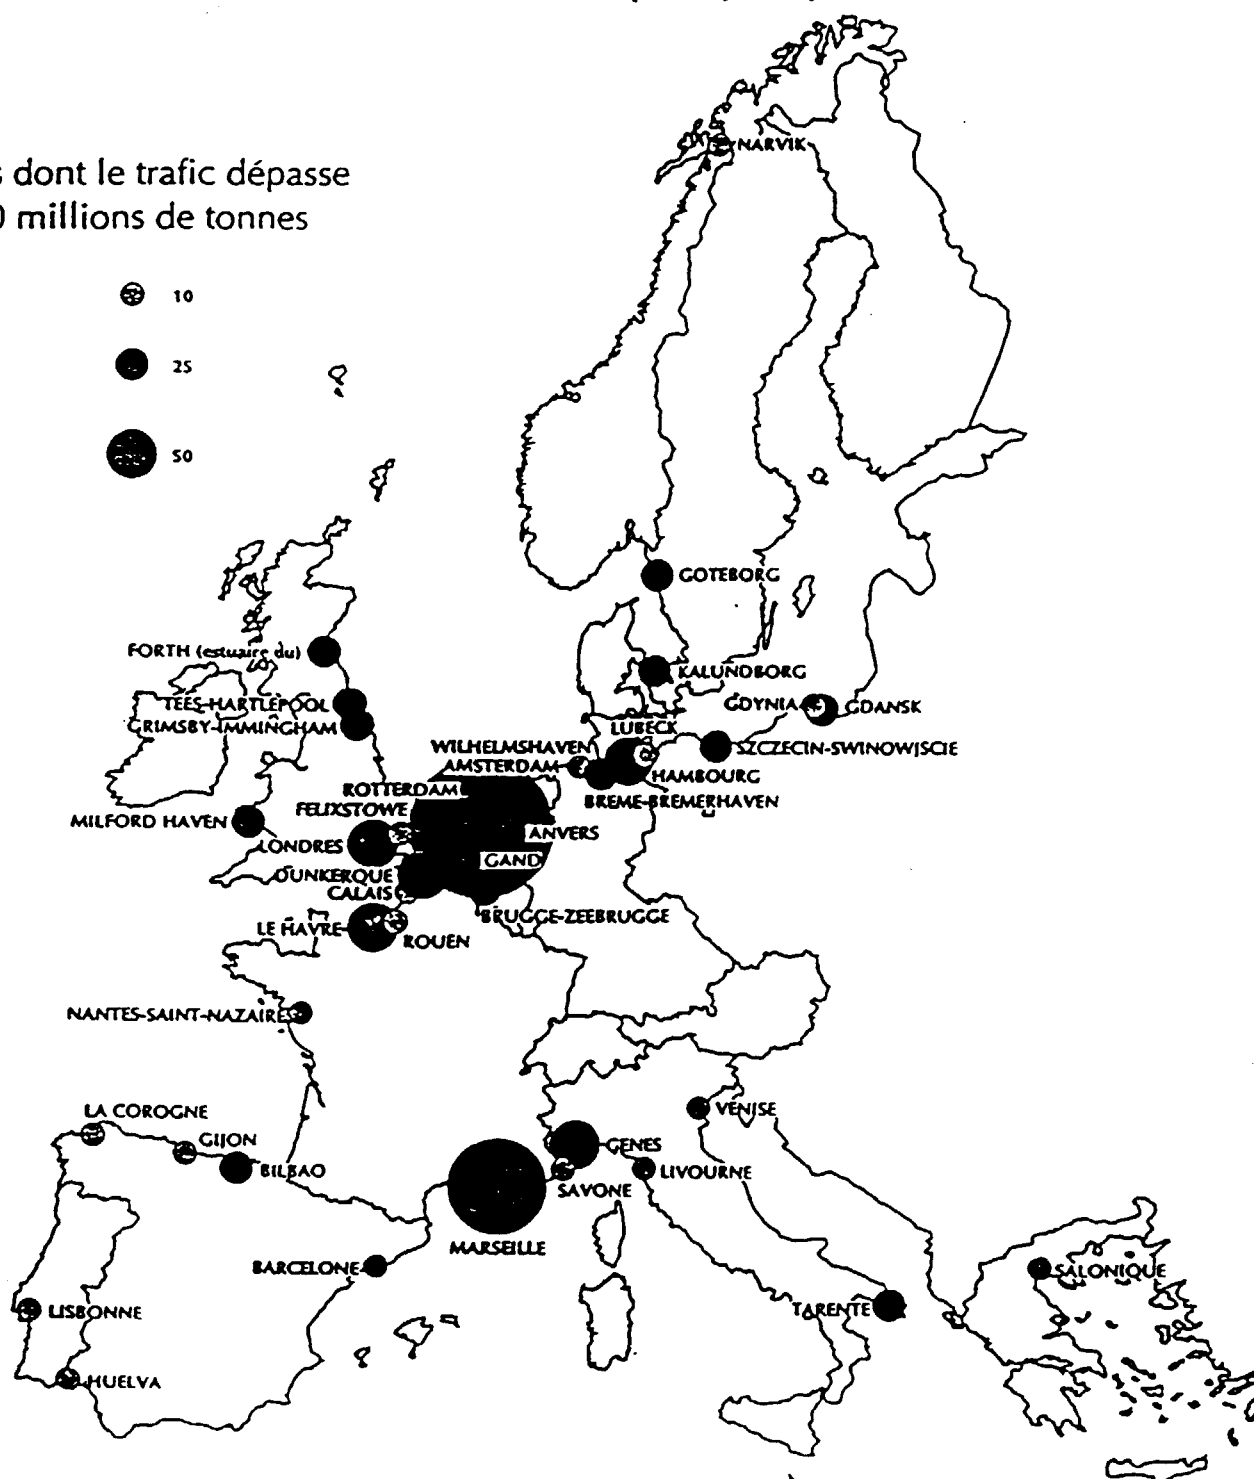 s dont le trafic dépasse
0 millions de tonnes
10
25
50
NARVIK
GOTEBORG
FORTH (estuaire du)
KALUNDBORG
TEES-HARTLEPOOL
GDYNIA
GDANSK
GRIMSBY-IMMINGHAM
LUBECK
WILHELMSHAVEN
SZCZECIN-SWINOWJSCIE
AMSTERDAM
HAMBOURG
ROTTERDAM
BREME-BREMERHAVEN
FELIXSTOWE
MILFORD HAVEN
ANVERS
LONDRES
GAND
DUNKERQUE
CALAIS
BRUGGE-ZEEBRUGGE
LE HAVRE
ROUEN
NANTES-SAINT-NAZAIRE
LA COROGNE
VENISE
GIJON
GENES
BILBAO
LIVOURNE
SAVONE
MARSEILLE
BARCELONE
SALONIQUE
LISBONNE
TARENTE
HUELVA